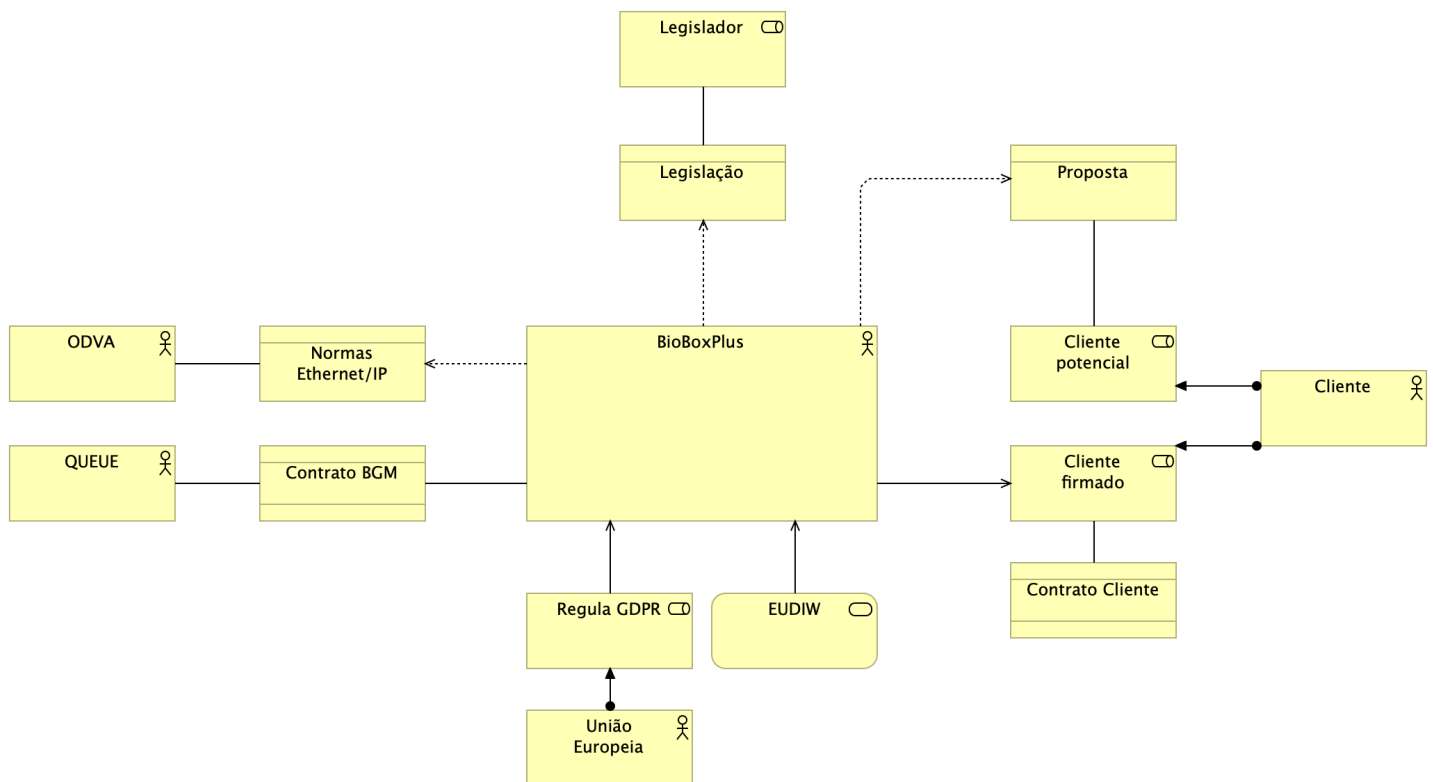 Legislador
Legislação
Proposta
ODVA
Normas
Ethernet/IP
BioBoxPlus
Cliente
potencial
Cliente
QUEUE
Contrato BGM
Cliente
firmado
Contrato Cliente
Regula GDPR
EUDIW
União
Europeia